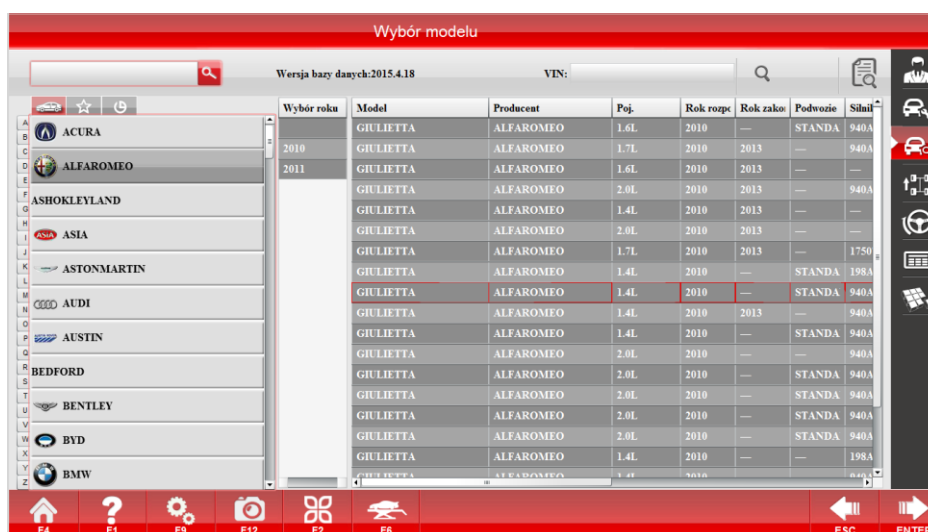 Wybór modelu
Wersja bazy danych:2015.4.18 VIN:
A
B
C
D
E
F
G
H
I
J
K
L
M
N
O
P
Q
R
S
T
U
V
W
X
Y
Z
ACURA
ALFAROMEO
ASHOKLEYLAND
ASIA ASIA
ASTONMARTIN
AUDI
AUSTIN
BEDFORD
BENTLEY
BYD
BMW
Wybór roku
2010
2011
Model Producent Poj. Rok rozpo Rok zako Podwozie Silnil
GIULIETTA ALFAROMEO 1.6L 2010 — STANDA 940A
GIULIETTA ALFAROMEO 1.7L 2010 2013 — 940A
GIULIETTA ALFAROMEO 1.6L 2010 2013 — —
GIULIETTA ALFAROMEO 2.0L 2010 2013 — 940A
GIULIETTA ALFAROMEO 1.4L 2010 2013 — —
GIULIETTA ALFAROMEO 2.0L 2010 2013 — —
GIULIETTA ALFAROMEO 1.7L 2010 2013 — 1750
GIULIETTA ALFAROMEO 1.4L 2010 — STANDA 198A
GIULIETTA ALFAROMEO 1.4L 2010 — STANDA 940A
GIULIETTA ALFAROMEO 1.4L 2010 2013 — 940A
GIULIETTA ALFAROMEO 1.4L 2010 — STANDA 940A
GIULIETTA ALFAROMEO 2.0L 2010 — — 940A
GIULIETTA ALFAROMEO 2.0L 2010 — STANDA 940A
GIULIETTA ALFAROMEO 2.0L 2010 — STANDA 940A
GIULIETTA ALFAROMEO 2.0L 2010 — STANDA 940A
GIULIETTA ALFAROMEO 2.0L 2010 — STANDA 940A
GIULIETTA ALFAROMEO 1.4L 2010 — — 198A
GIULIETTA ALFAROMEO 1.4L 2010 — — 940A
F4 F1 F9 F12 F2 F6 ESC ENTER